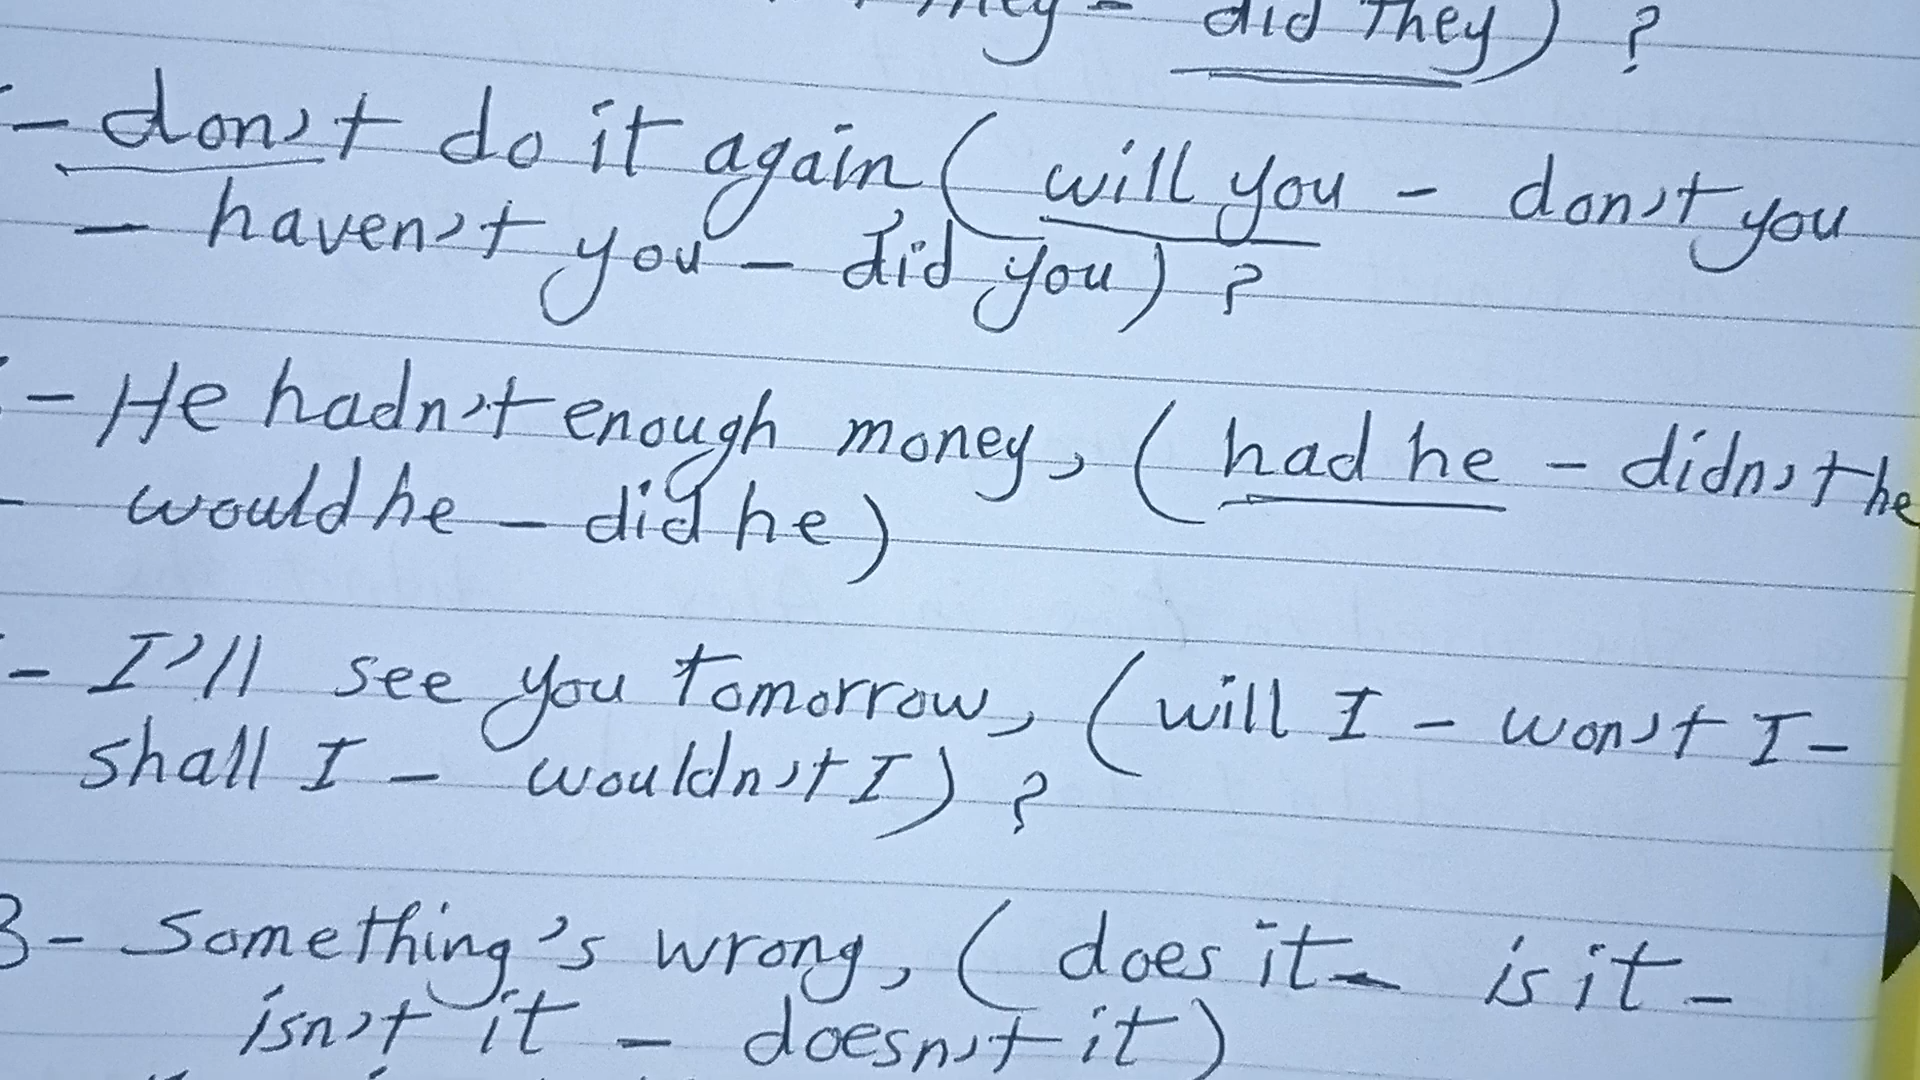 they - did they) ?
- don't do it again ( will you - don't you
- haven't you - did you) ?
- He hadn't enough money, ( had he - didn't he
- would he - did he)
- I'll see you tomorrow, ( will I - won't I -
shall I - wouldn't I ) ?
3- Something's wrong, ( does it - is it -
isn't it - doesn't it )